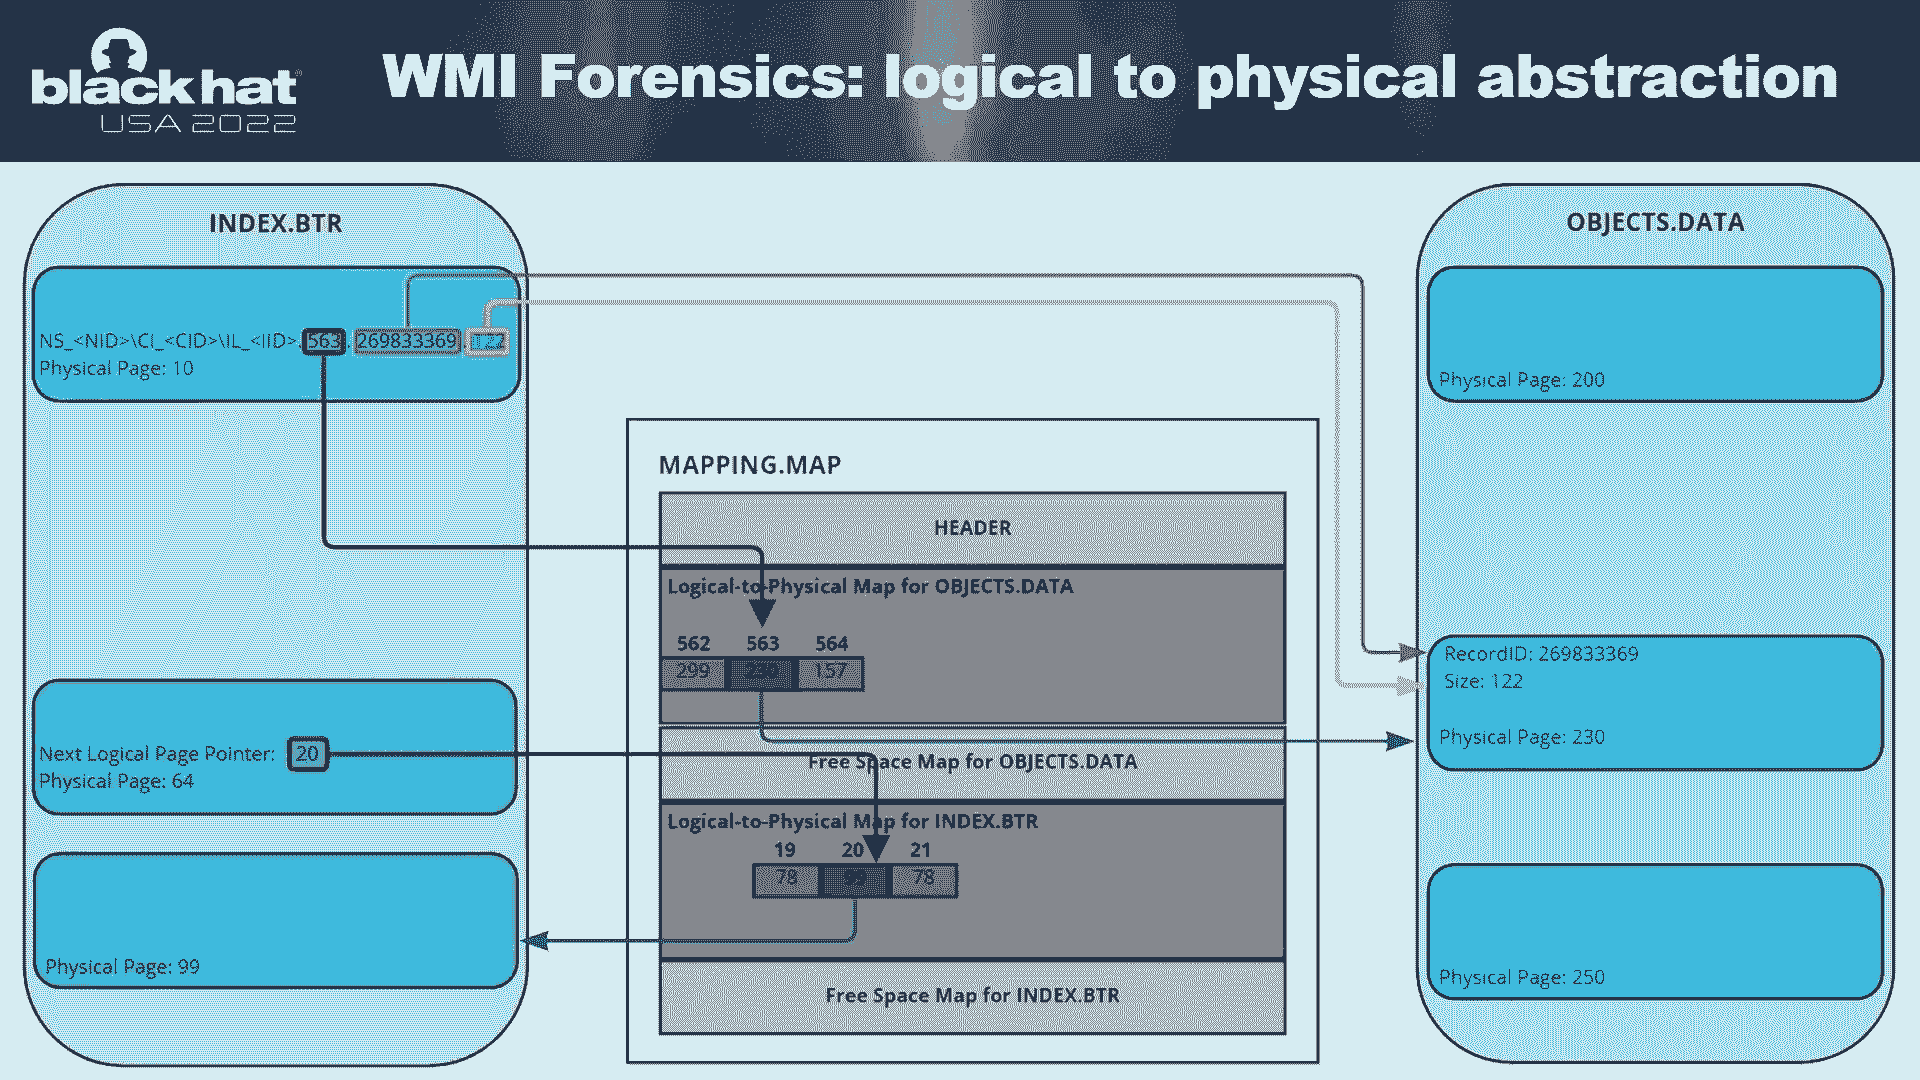 black hat
USA 2022
WMI Forensics: logical to physical abstraction
INDEX.BTR
NS_<NID>\CI_<CID>\IL_<IID>.563.269833369.122
Physical Page: 10
Next Logical Page Pointer: 20
Physical Page: 64
Physical Page: 99
MAPPING.MAP
HEADER
Logical-to-Physical Map for OBJECTS.DATA
562 563 564
299 230 157
Free Space Map for OBJECTS.DATA
Logical-to-Physical Map for INDEX.BTR
19 20 21
78 99 78
Free Space Map for INDEX.BTR
OBJECTS.DATA
Physical Page: 200
RecordID: 269833369
Size: 122
Physical Page: 230
Physical Page: 250